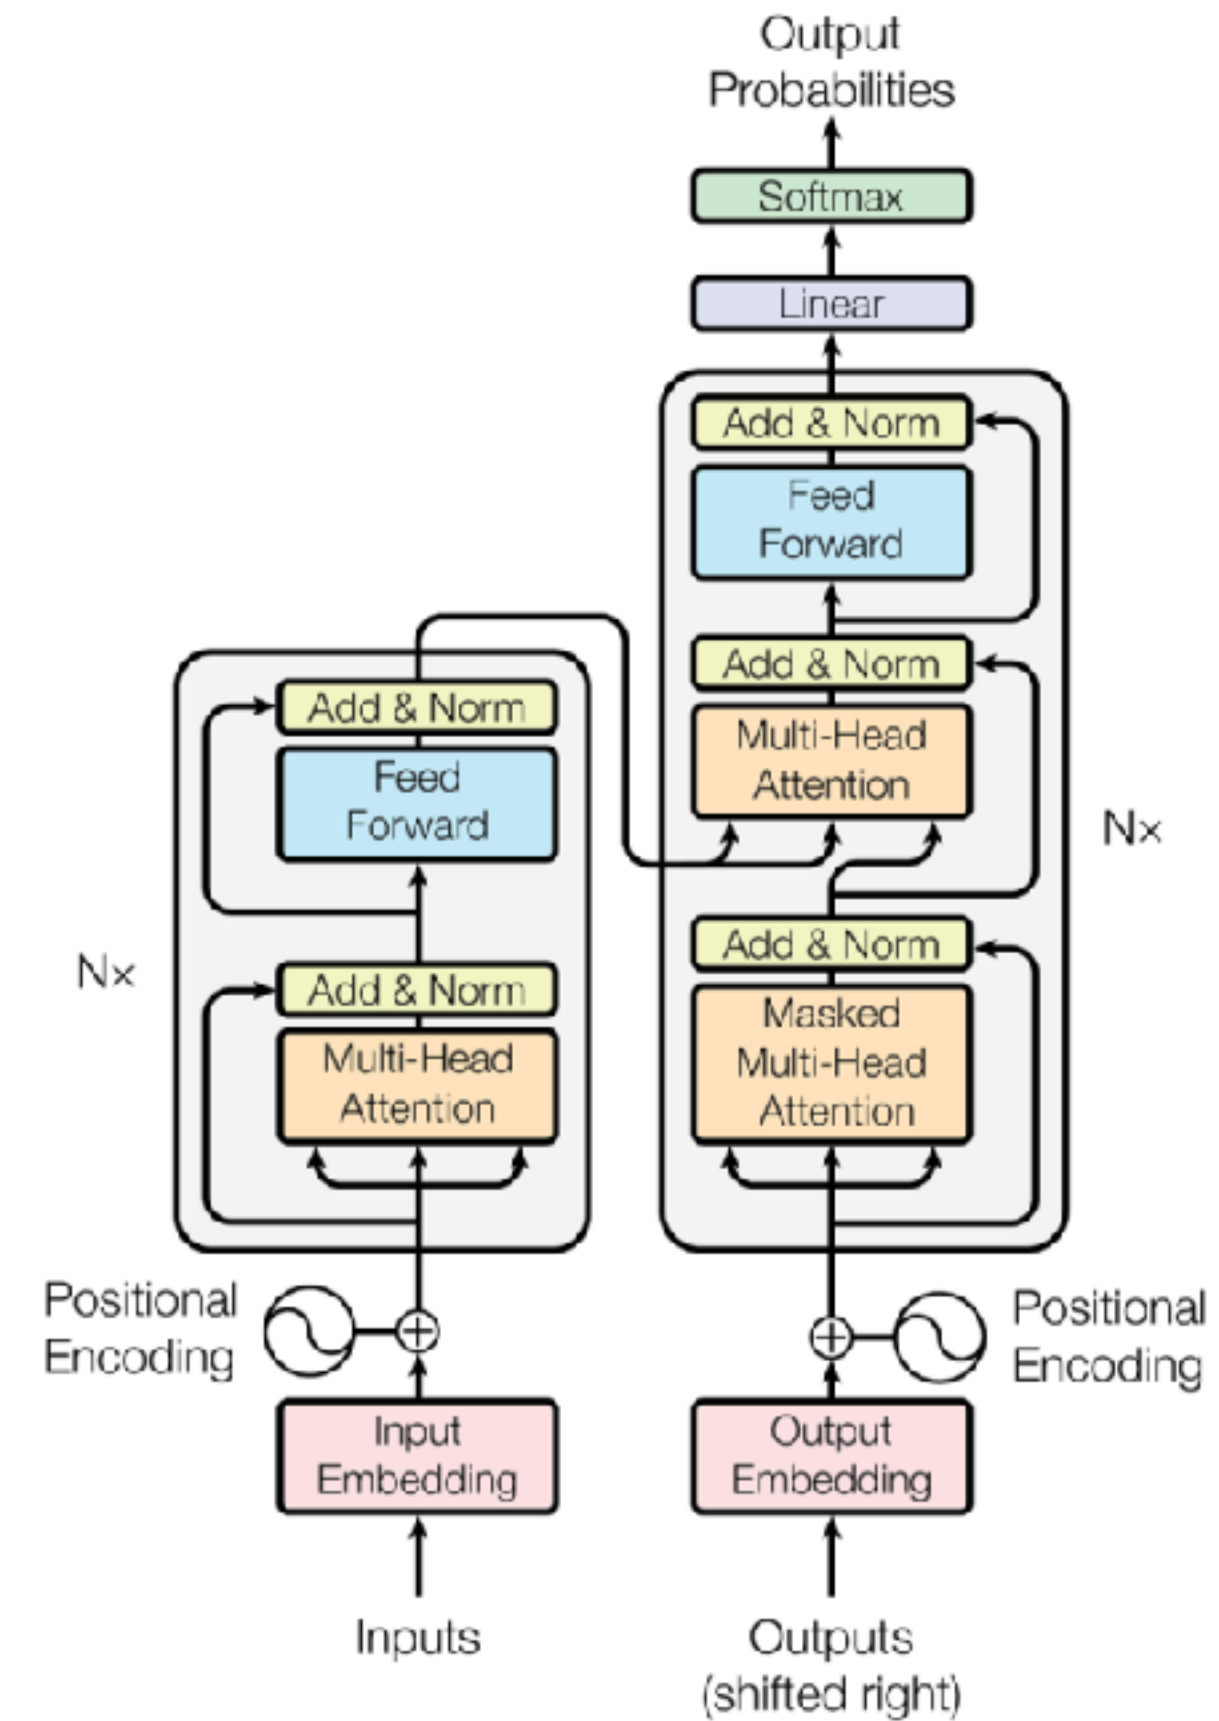 Output
Probabilities
Softmax
Linear
Add & Norm
Feed
Forward
Add & Norm
Multi-Head
Attention
Nx
Add & Norm
Masked
Multi-Head
Attention
Add & Norm
Feed
Forward
Nx
Add & Norm
Multi-Head
Attention
Positional
Encoding
Positional
Encoding
Input
Embedding
Output
Embedding
Inputs
Outputs
(shifted right)